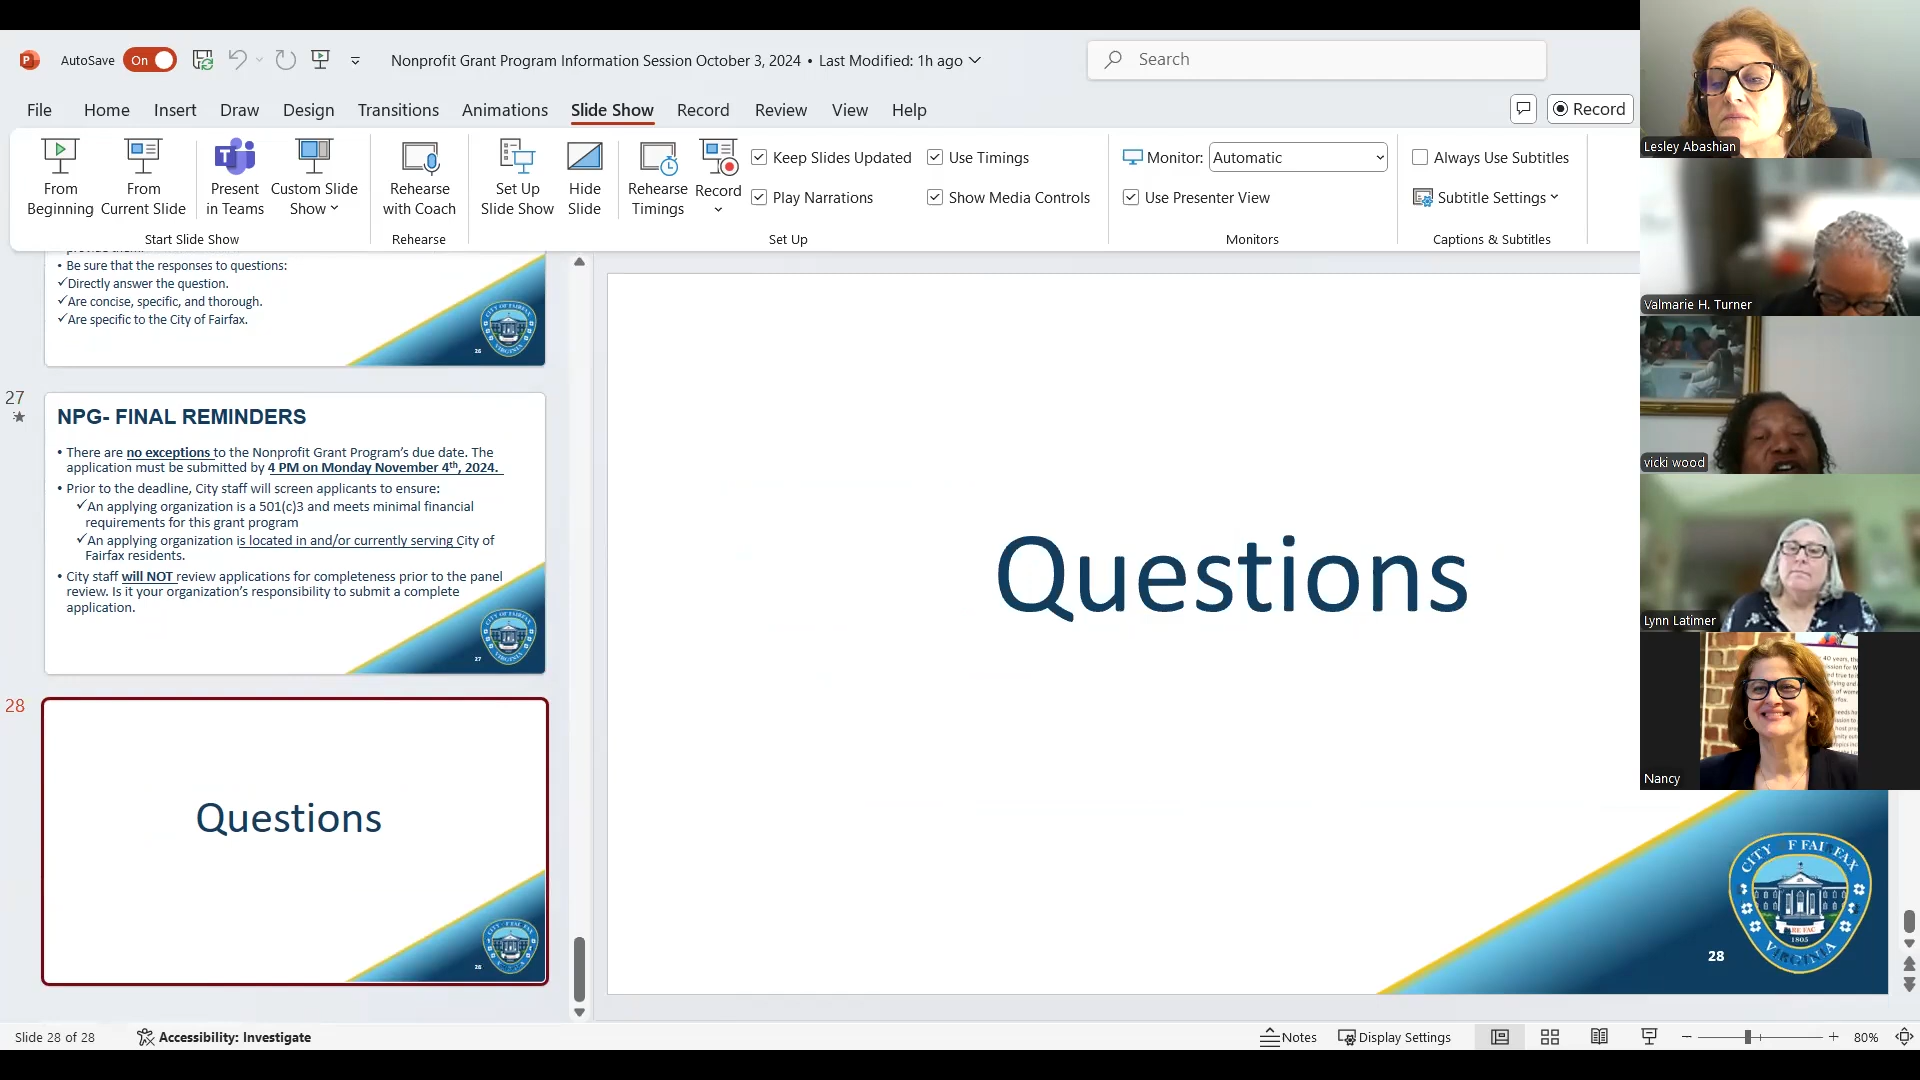 AutoSave On
Nonprofit Grant Program Information Session October 3, 2024 • Last Modified: 1h ago
Search
File Home Insert Draw Design Transitions Animations Slide Show Record Review View Help
Record
From Beginning
From Current Slide
Present in Teams
Custom Slide Show
Start Slide Show
Rehearse with Coach
Rehearse
Set Up Slide Show
Hide Slide
Rehearse Timings
Record
Keep Slides Updated
Use Timings
Play Narrations
Show Media Controls
Set Up
Monitor: Automatic
Use Presenter View
Monitors
Always Use Subtitles
Subtitle Settings
Captions & Subtitles
• Be sure that the responses to questions:
✓Directly answer the question.
✓Are concise, specific, and thorough.
✓Are specific to the City of Fairfax.
26
27
NPG- FINAL REMINDERS
• There are no exceptions to the Nonprofit Grant Program's due date. The
application must be submitted by 4 PM on Monday November 4th, 2024.
• Prior to the deadline, City staff will screen applicants to ensure:
✓An applying organization is a 501(c)3 and meets minimal financial
requirements for this grant program
✓An applying organization is located in and/or currently serving City of
Fairfax residents.
• City staff will NOT review applications for completeness prior to the panel
review. Is it your organization's responsibility to submit a complete
application.
27
28
Questions
28
Questions
CITY F FAIRFAX
1805
VIRGINIA
28
Lesley Abashian
Valmarie H. Turner
vicki wood
Lynn Latimer
Nancy
Slide 28 of 28
Accessibility: Investigate
Notes
Display Settings
80%